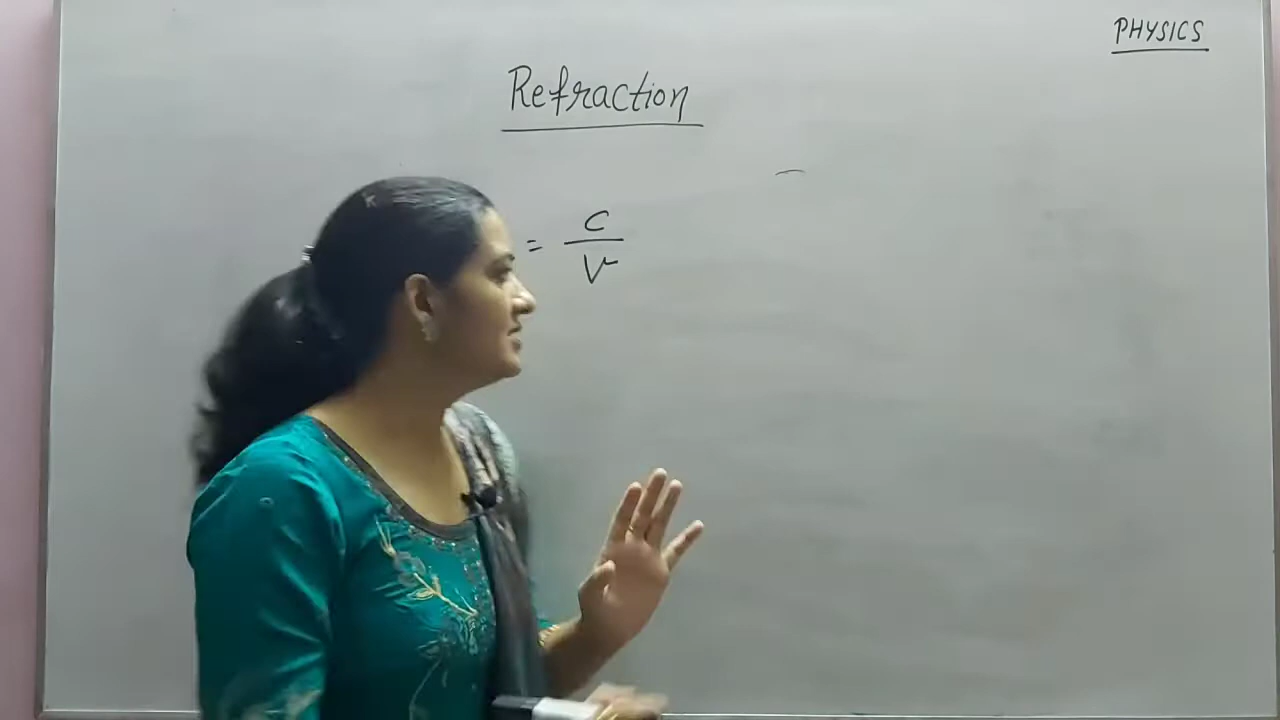 PHYSICS
Refraction
= c/v